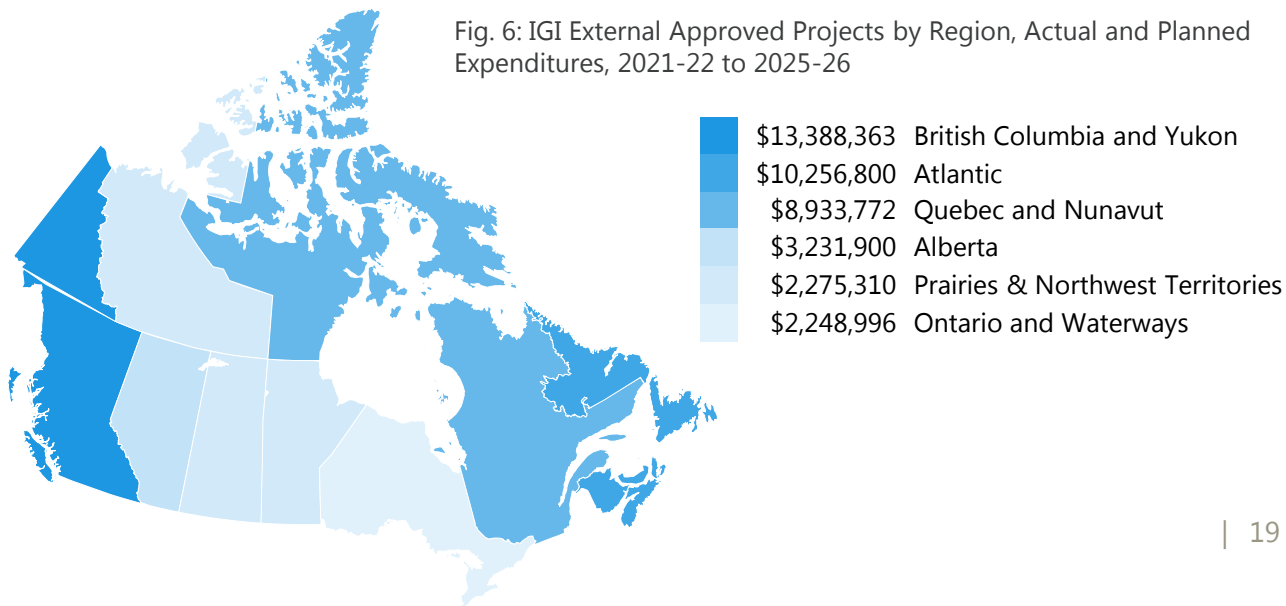 Fig. 6: IGI External Approved Projects by Region, Actual and Planned
Expenditures, 2021-22 to 2025-26
$13,388,363 British Columbia and Yukon
$10,256,800 Atlantic
$8,933,772 Quebec and Nunavut
$3,231,900 Alberta
$2,275,310 Prairies & Northwest Territories
$2,248,996 Ontario and Waterways
| 19